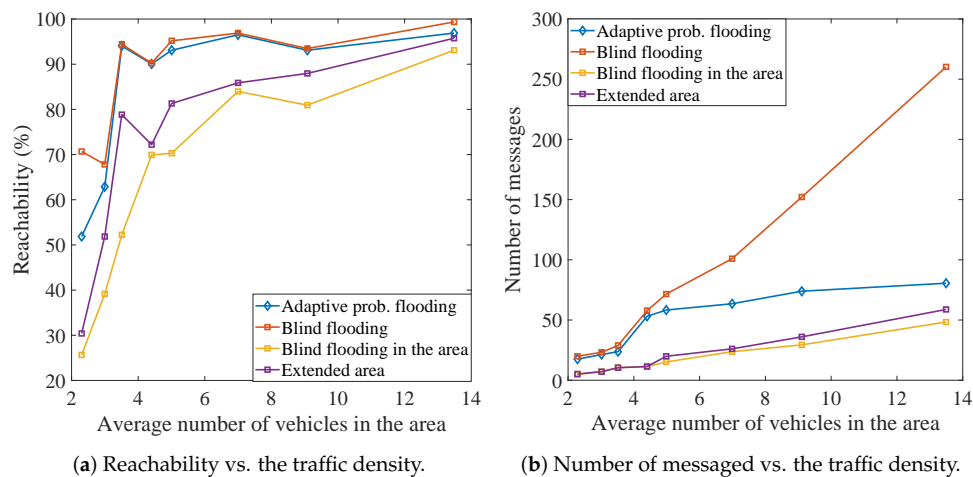 100
90
80
70
60
50
40
30
20
Reachability (%)
2 4 6 8 10 12 14
Average number of vehicles in the area
Adaptive prob. flooding
Blind flooding
Blind flooding in the area
Extended area
(a) Reachability vs. the traffic density.
300
250
200
150
100
50
0
Number of messages
2 4 6 8 10 12 14
Average number of vehicles in the area
Adaptive prob. flooding
Blind flooding
Blind flooding in the area
Extended area
(b) Number of messaged vs. the traffic density.